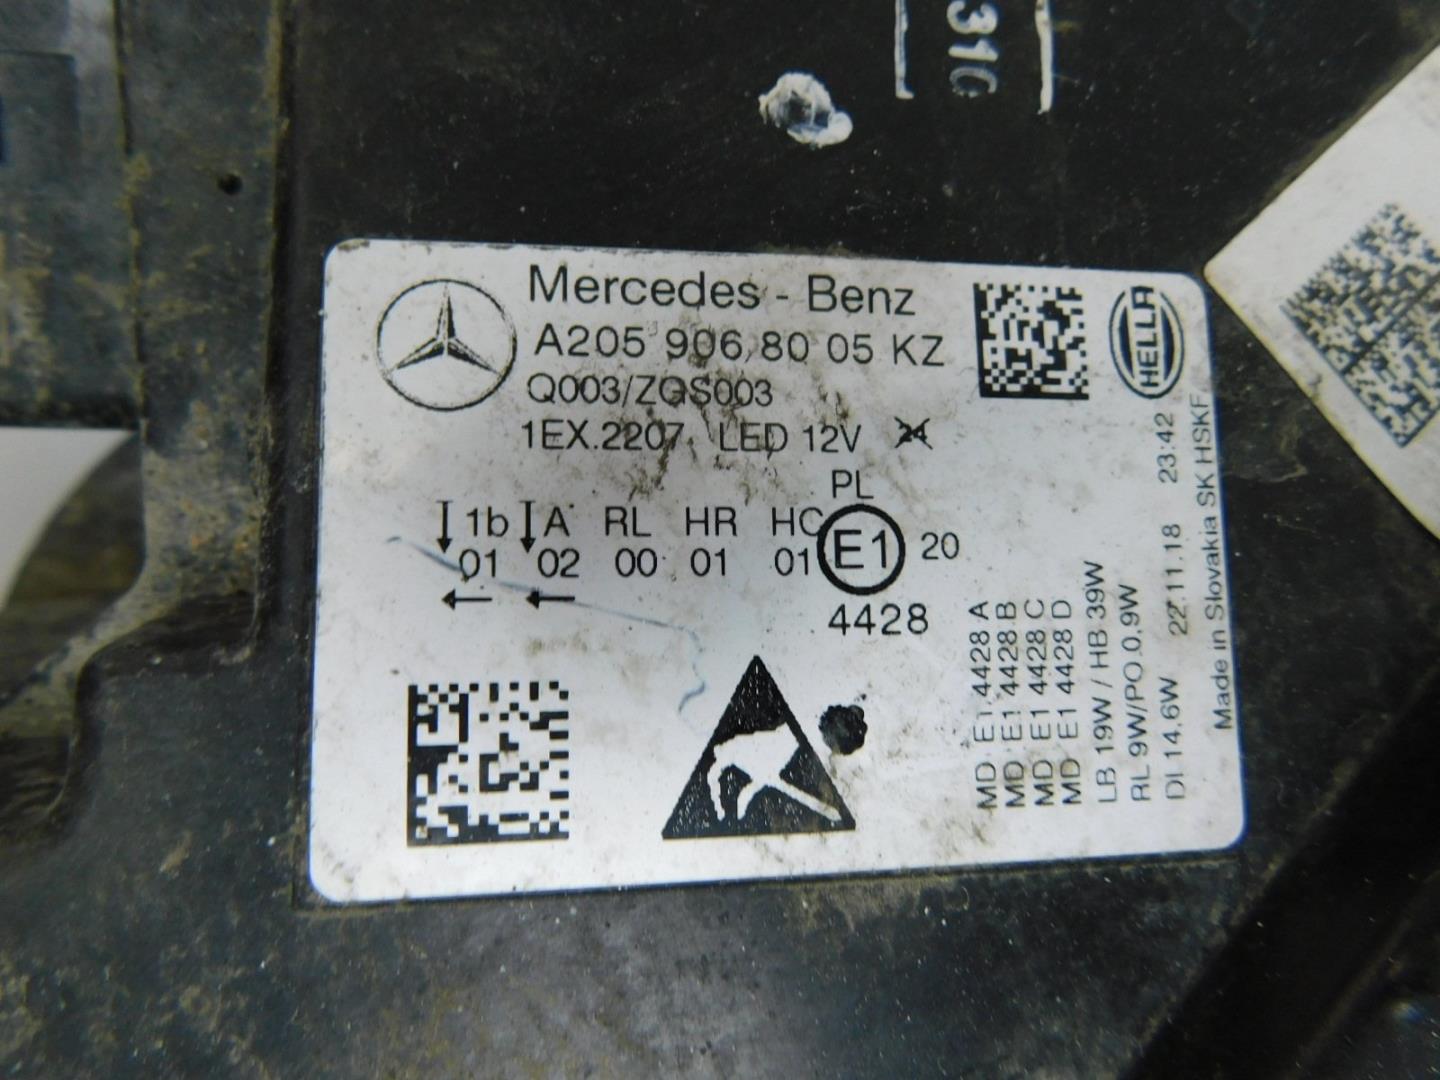 310
Mercedes - Benz
A205 906 80 05 KZ
Q003/ZGS003
1EX.2207 LED 12V 24
PL
1b A RL HR HC
01 02 00 01 01 E1 20
4428
HELLA
MD E1 4428 A
MD E1 4428 B
MD E1 4428 C
MD E1 4428 D
LB 19W / HB 39W
RL 9W/PO.0,9W
DI 14.6W 22.11.18 23:42
Made in Slovakia SK HSKF